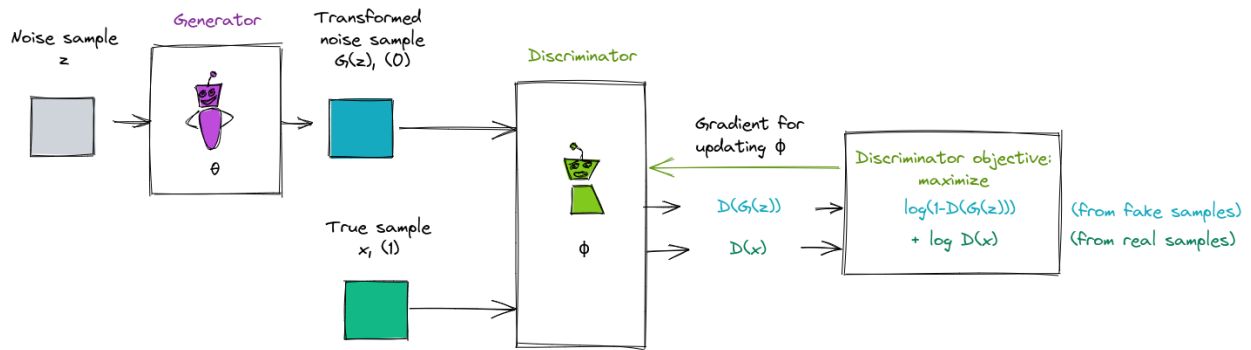 Noise sample
z
Generator
θ
Transformed
noise sample
G(z), (0)
True sample
x, (1)
Discriminator
ϕ
Gradient for
updating ϕ
D(G(z))
D(x)
Discriminator objective:
maximize
log(1-D(G(z)))
+ log D(x)
(from fake samples)
(from real samples)